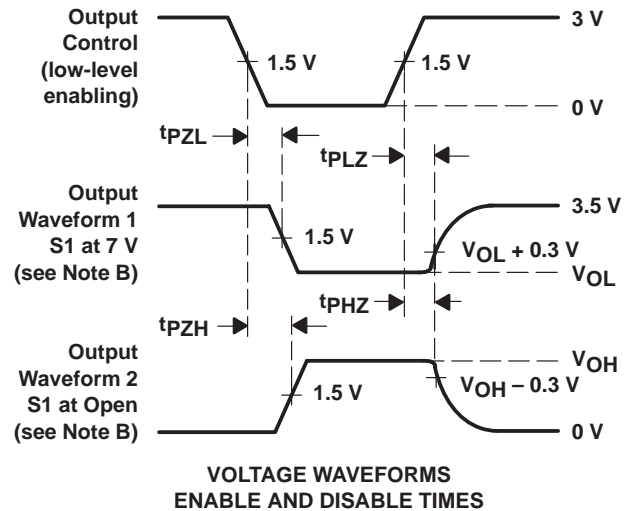 Output
Control
(low-level
enabling)
3 V
1.5 V
1.5 V
0 V
tPZL
tPLZ
Output
Waveform 1
S1 at 7 V
(see Note B)
3.5 V
1.5 V
VOL + 0.3 V
VOL
tPHZ
tPZH
Output
Waveform 2
S1 at Open
(see Note B)
VOH
1.5 V
VOH − 0.3 V
0 V
VOLTAGE WAVEFORMS
ENABLE AND DISABLE TIMES